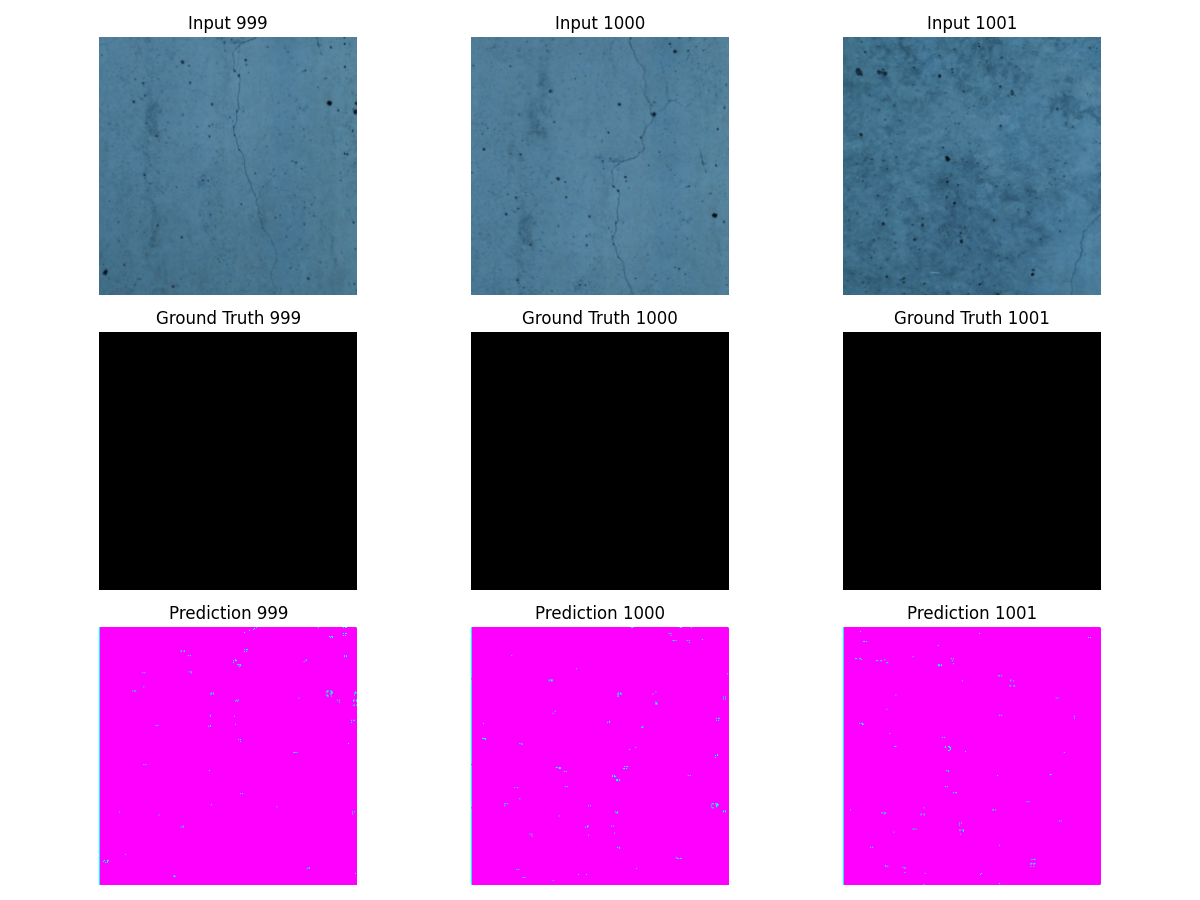 Input 999
Input 1000
Input 1001
Ground Truth 999
Ground Truth 1000
Ground Truth 1001
Prediction 999
Prediction 1000
Prediction 1001